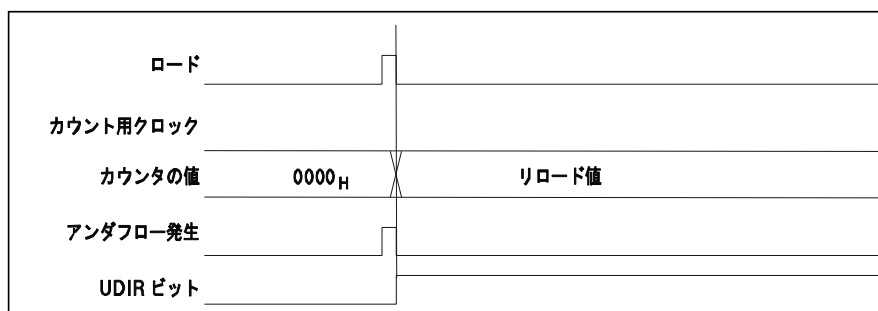 ロード
カウント用クロック
カウンタの値 0000H リロード値
アンダフロー発生
UDIR ビット